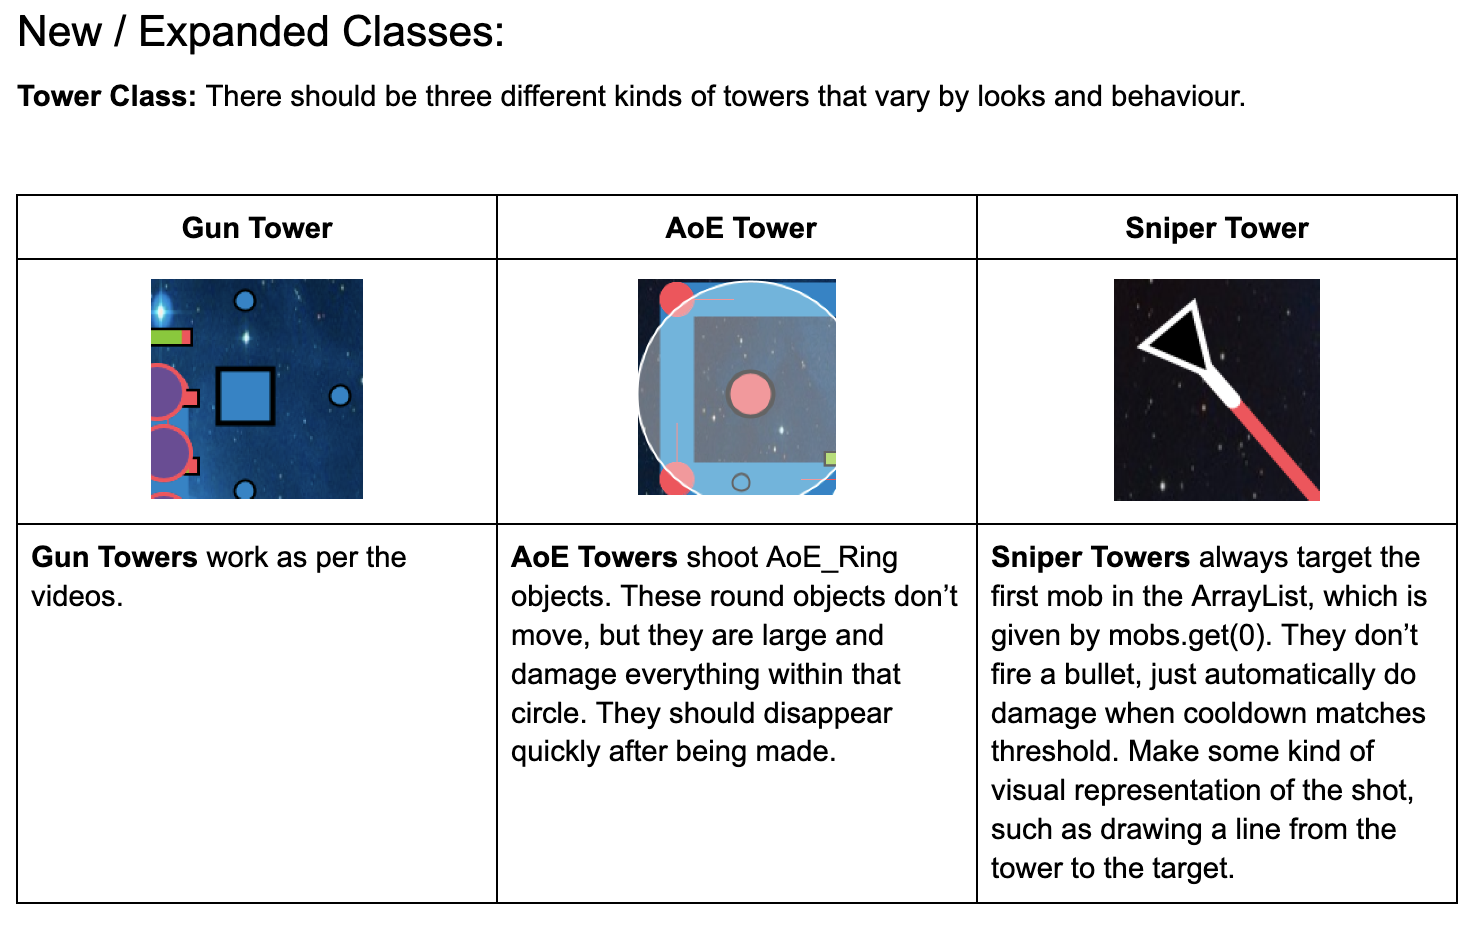 New / Expanded Classes:
Tower Class: There should be three different kinds of towers that vary by looks and behaviour.
Gun Tower
AoE Tower
Sniper Tower
Gun Towers work as per the
videos.
AoE Towers shoot AoE_Ring
objects. These round objects don’t
move, but they are large and
damage everything within that
circle. They should disappear
quickly after being made.
Sniper Towers always target the
first mob in the ArrayList, which is
given by mobs.get(0). They don’t
fire a bullet, just automatically do
damage when cooldown matches
threshold. Make some kind of
visual representation of the shot,
such as drawing a line from the
tower to the target.